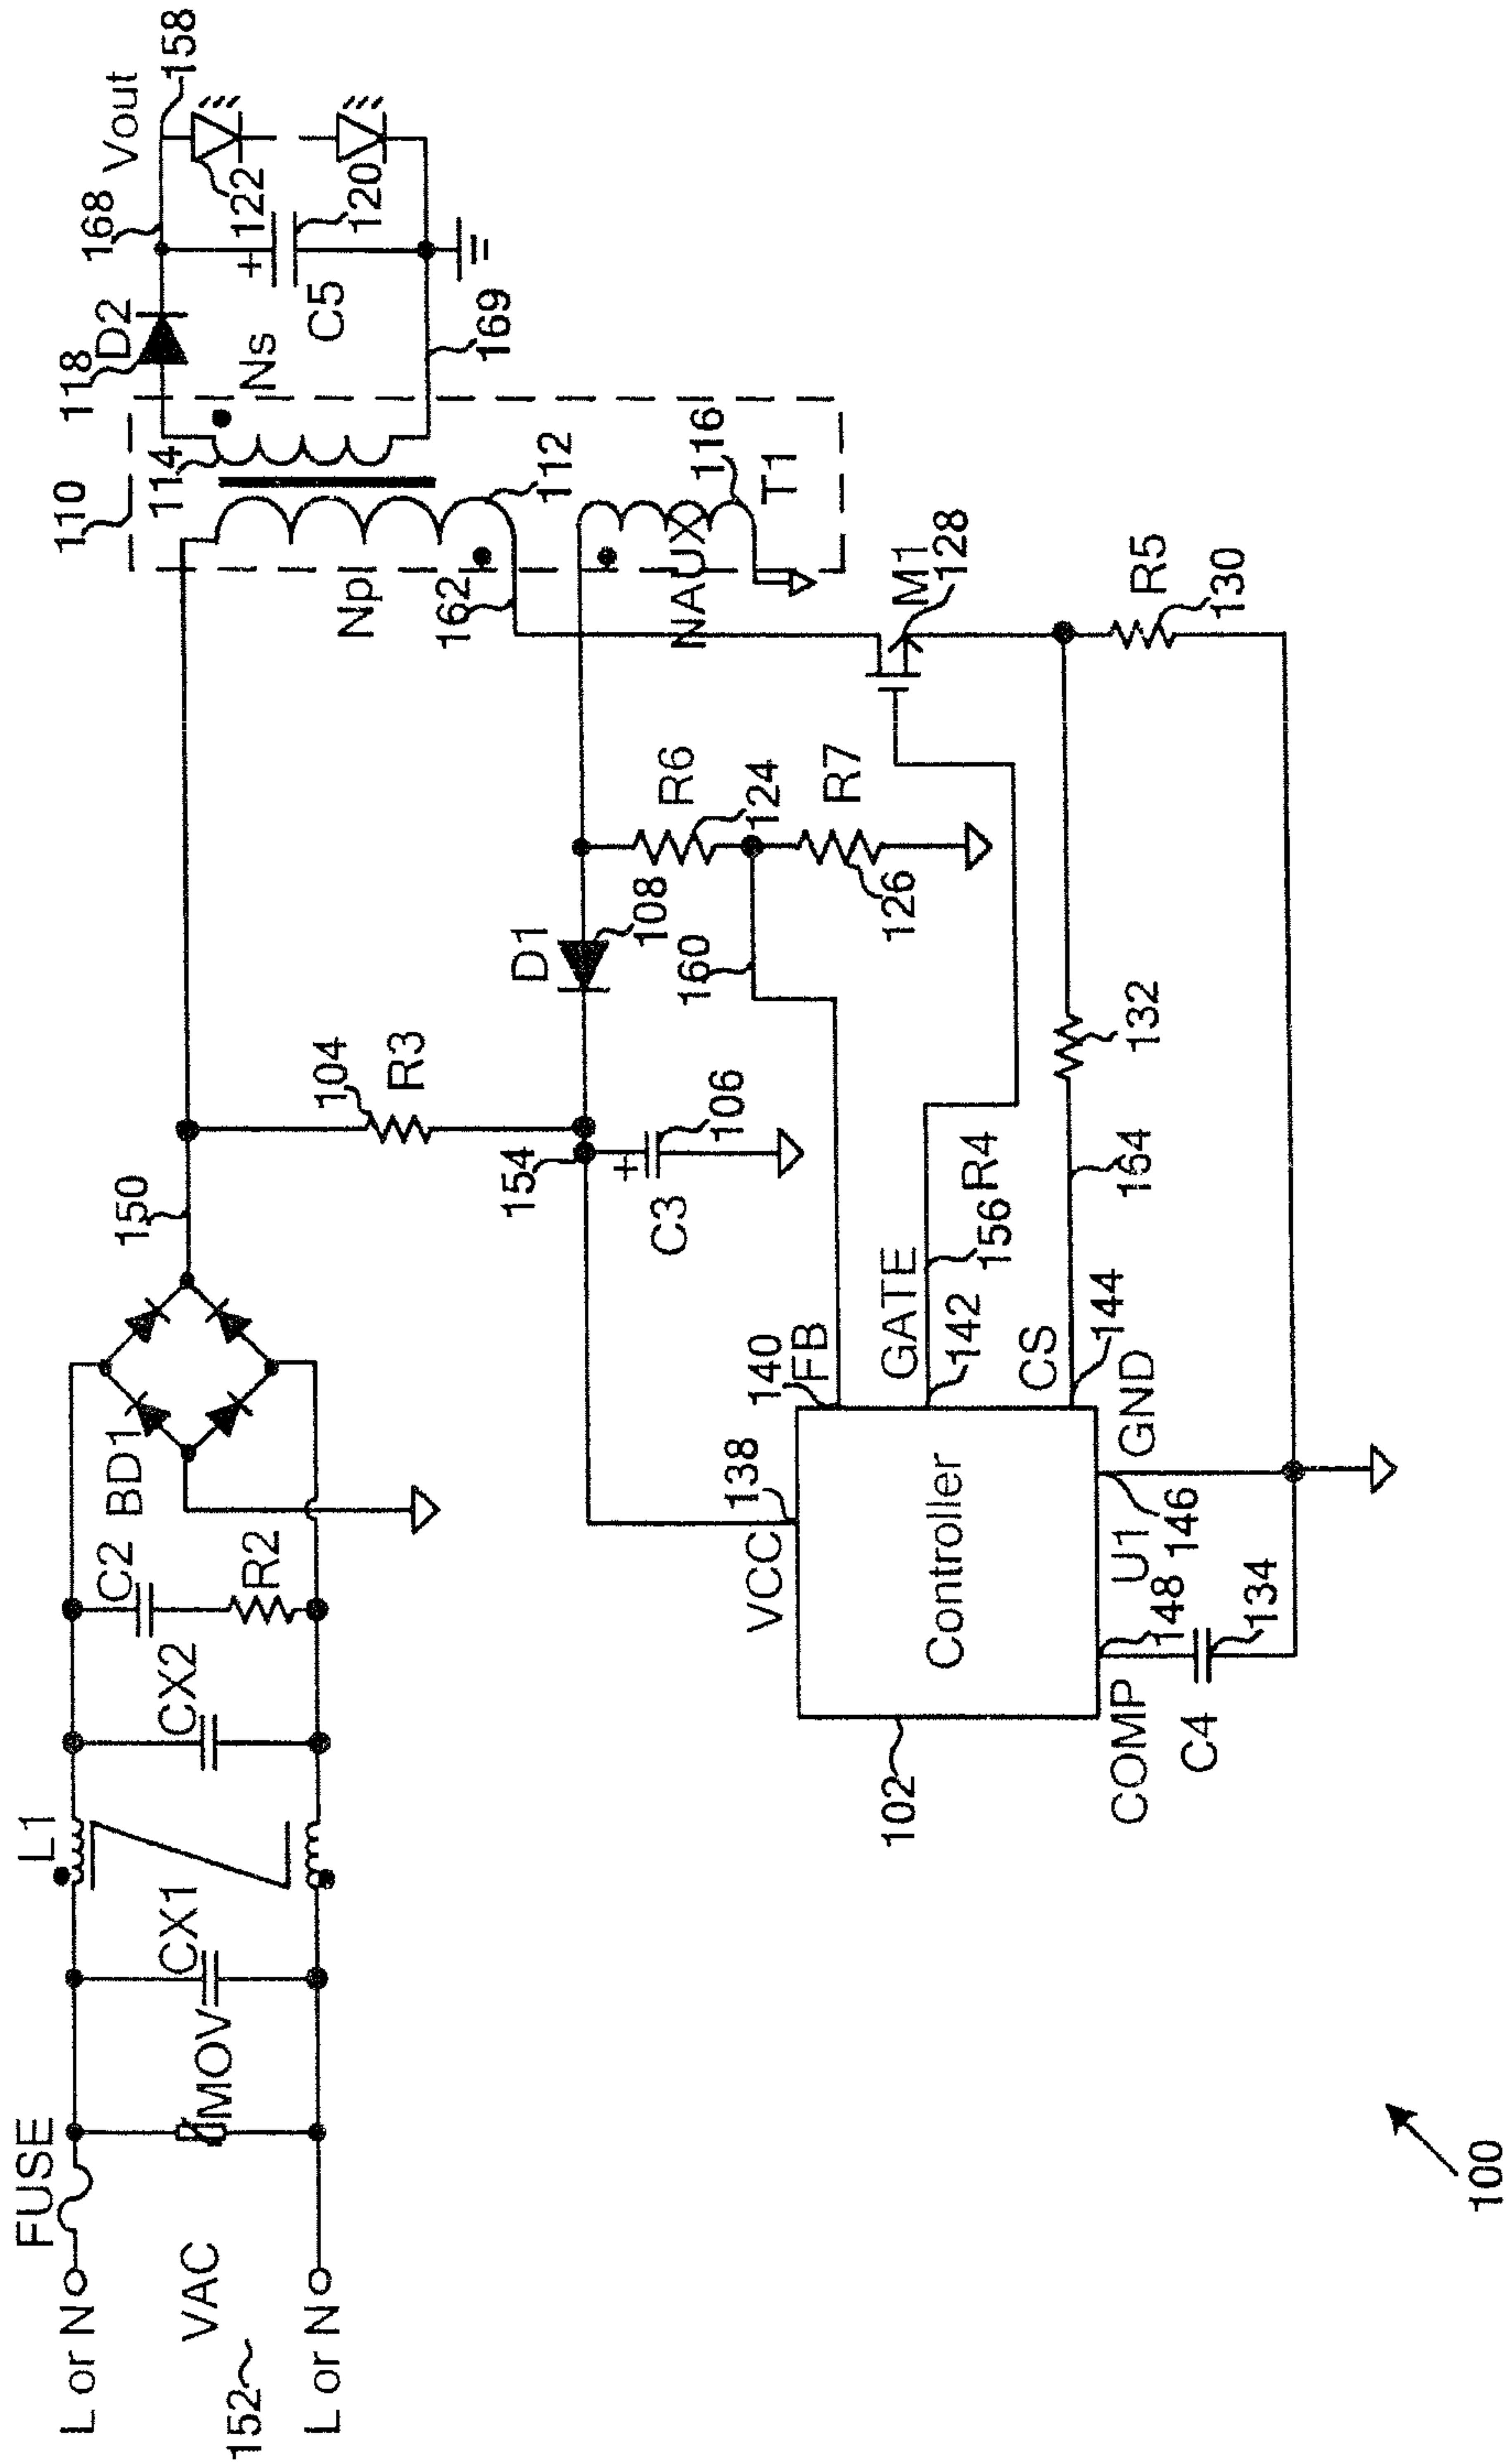 FUSE
L or N
VAC
152
L or N
MOV
CX1
L1
CX2
C2
R2
BD1
150
104
R3
110
114
118
D2
Ns
168
Vout
158
122
120
C5
169
Npl
112
162
116
NAUX
T1
154
C3
106
D1
108
R6
124
160
R7
126
M1
128
R5
130
138
VCC
140
FB
GATE
142
156
R4
CS
144
164
132
Controller
102
GND
146
U1
148
COMP
C4
134
100